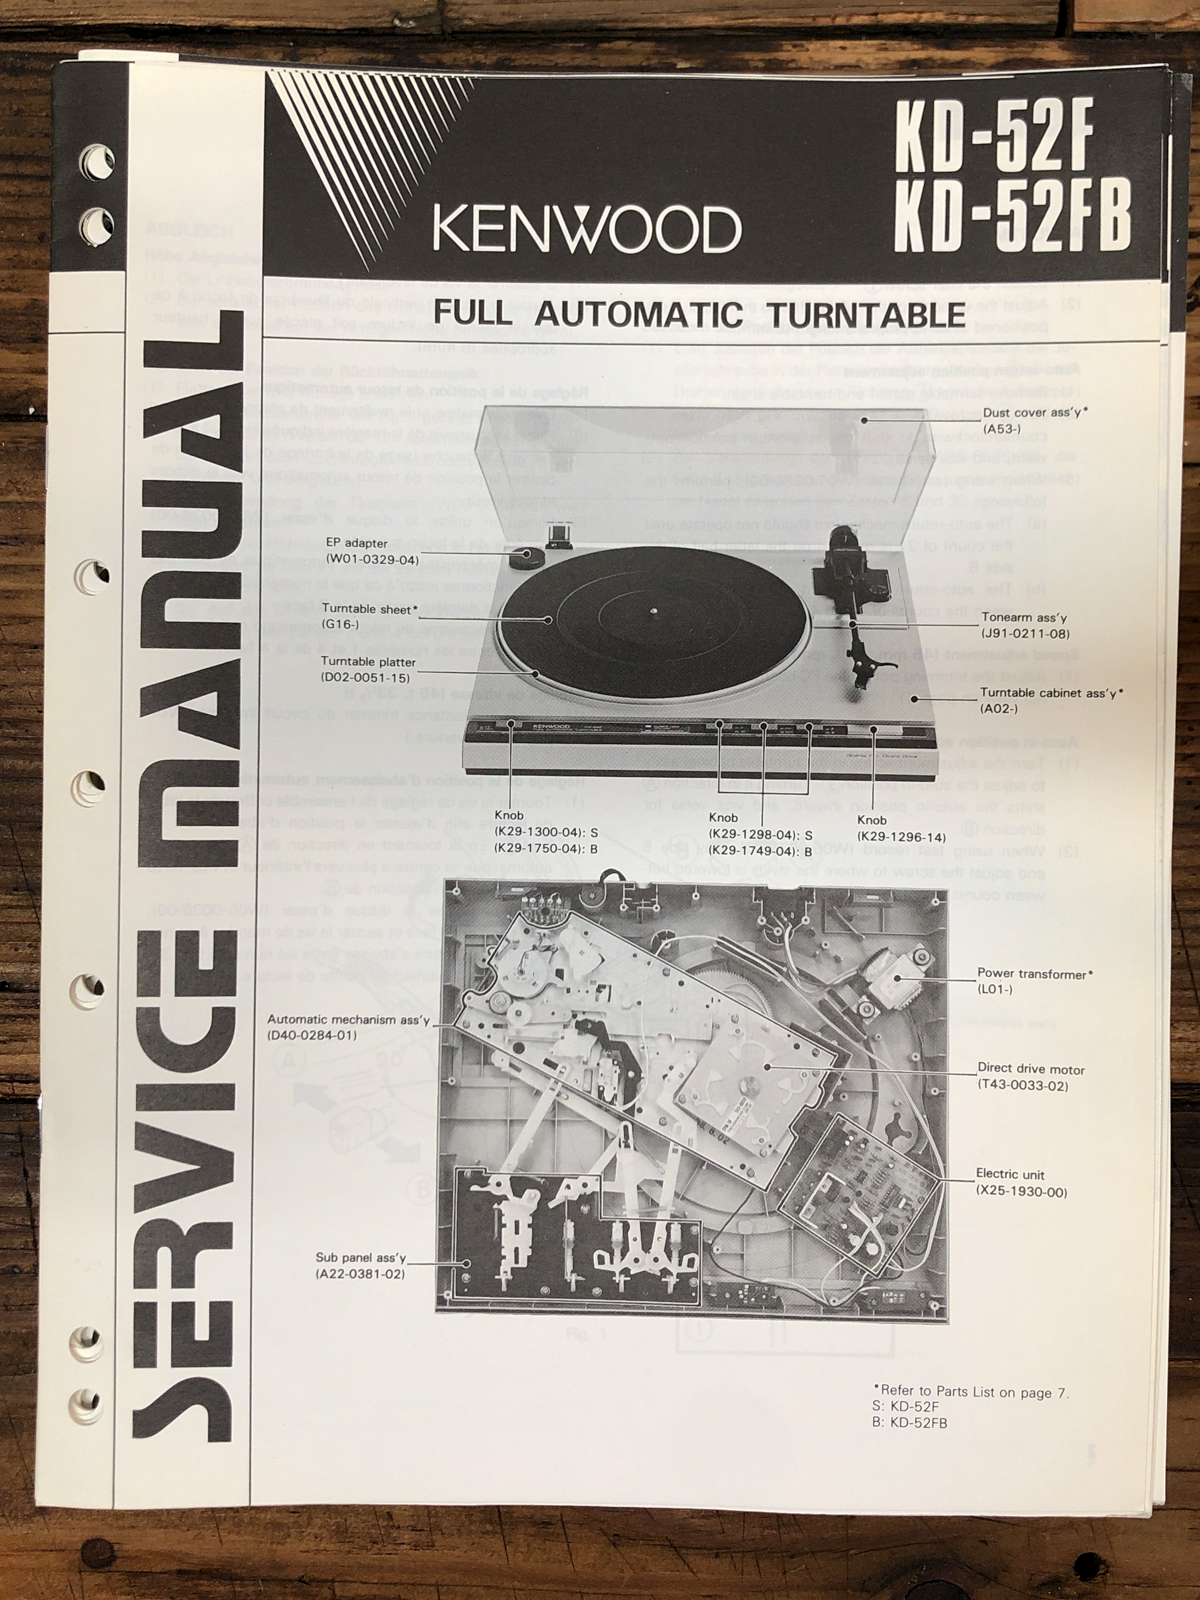 KENWOOD
KD-52F
KD-52FB
FULL AUTOMATIC TURNTABLE
SERVICE MANUAL
Dust cover ass'y*
(A53-)
EP adapter
(W01-0329-04)
Turntable sheet*
(G16-)
Turntable platter
(D02-0051-15)
Tonearm ass'y
(J91-0211-08)
Turntable cabinet ass'y*
(A02-)
KENWOOD
Knob
(K29-1300-04): S
(K29-1750-04): B
Knob
(K29-1298-04): S
(K29-1749-04): B
Knob
(K29-1296-14)
Power transformer*
(L01-)
Automatic mechanism ass'y
(D40-0284-01)
Direct drive motor
(T43-0033-02)
Electric unit
(X25-1930-00)
Sub panel ass'y
(A22-0381-02)
*Refer to Parts List on page 7.
S: KD-52F
B: KD-52FB